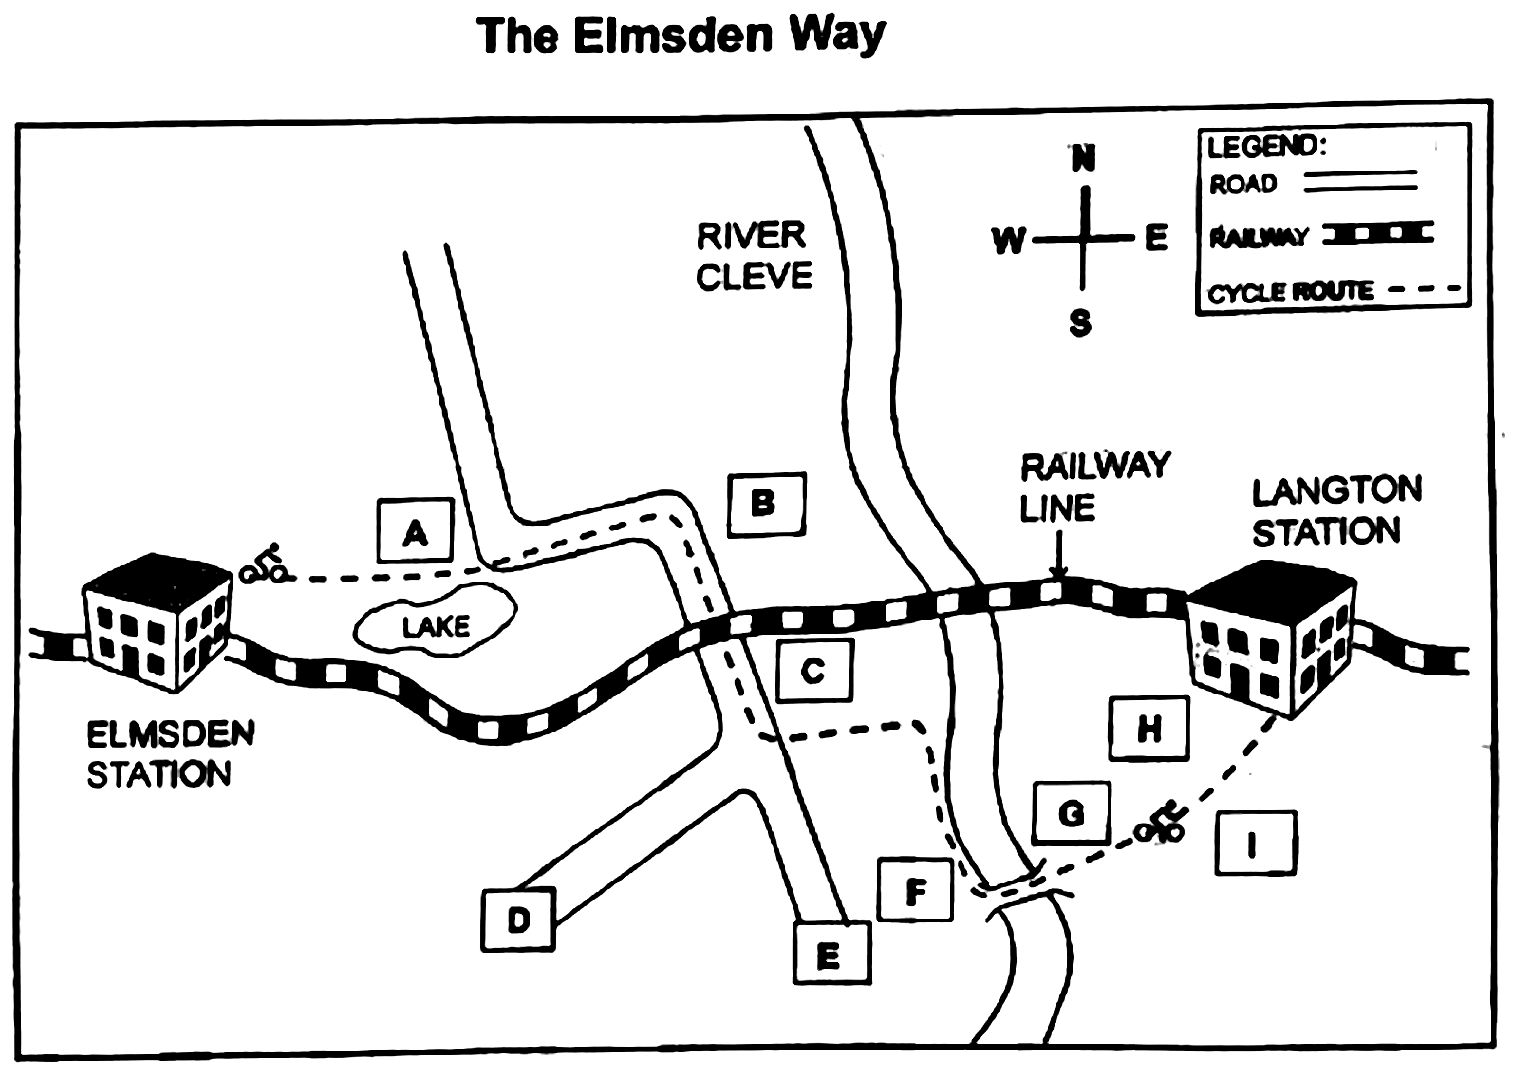 The Elmsden Way
N
W
E
S
LEGEND:
ROAD
RAILWAY
CYCLE ROUTE
RIVER
CLEVE
RAILWAY
LINE
LANGTON
STATION
A
B
LAKE
C
ELMSDEN
STATION
H
G
I
F
D
E